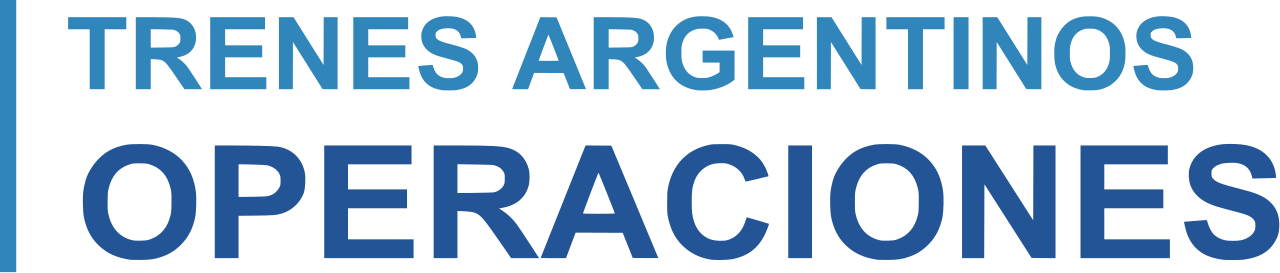 TRENES ARGENTINOS
OPERACIONES